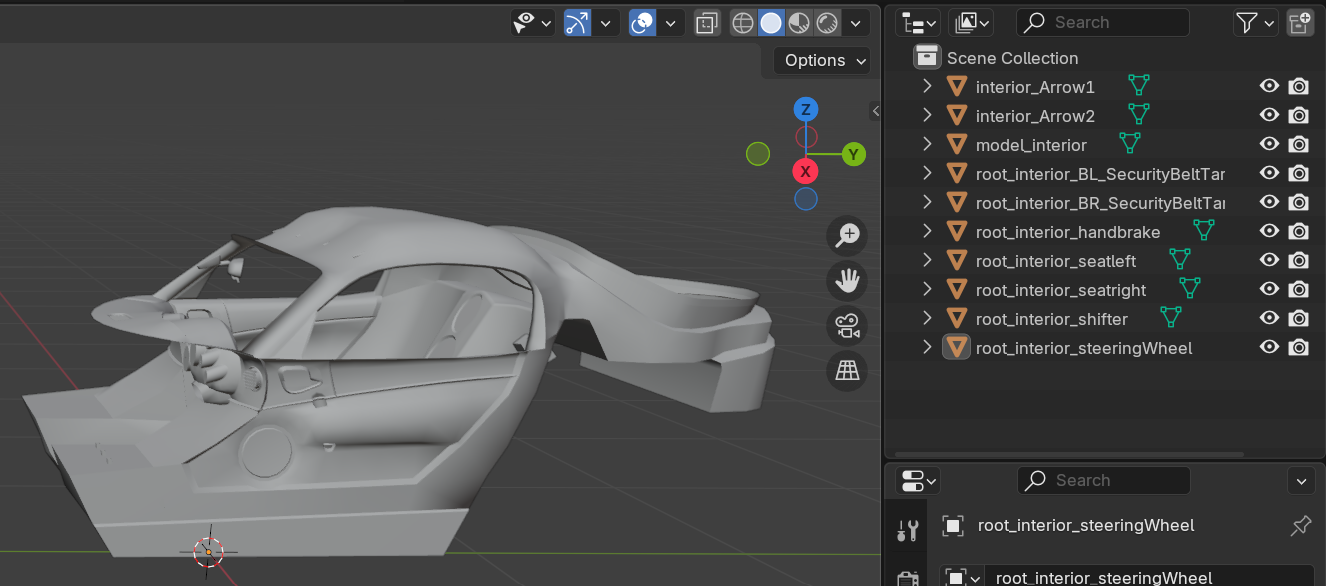 Search
Options
Z
Y
X
Scene Collection
interior_Arrow1
interior_Arrow2
model_interior
root_interior_BL_SecurityBeltTar
root_interior_BR_SecurityBeltTar
root_interior_handbrake
root_interior_seatleft
root_interior_seatright
root_interior_shifter
root_interior_steeringWheel
Search
root_interior_steeringWheel
root_interior_steeringWheel